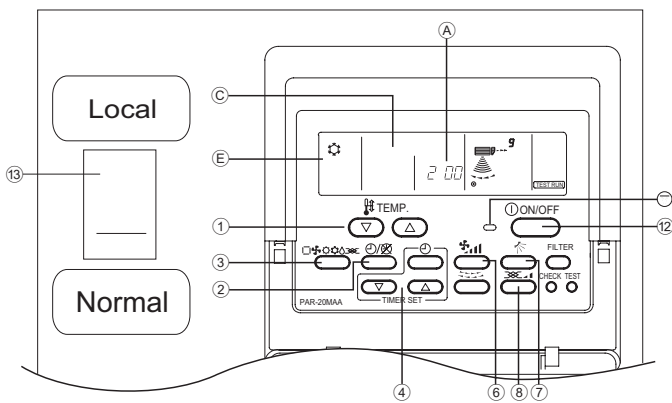 Local
Normal
13
A
C
E
9
2 00
TEST RUN
TEMP.
ON/OFF
1
12
3
2
FILTER
CHECK TEST
PAR-20MAA
TIMER SET
4
6
8
7